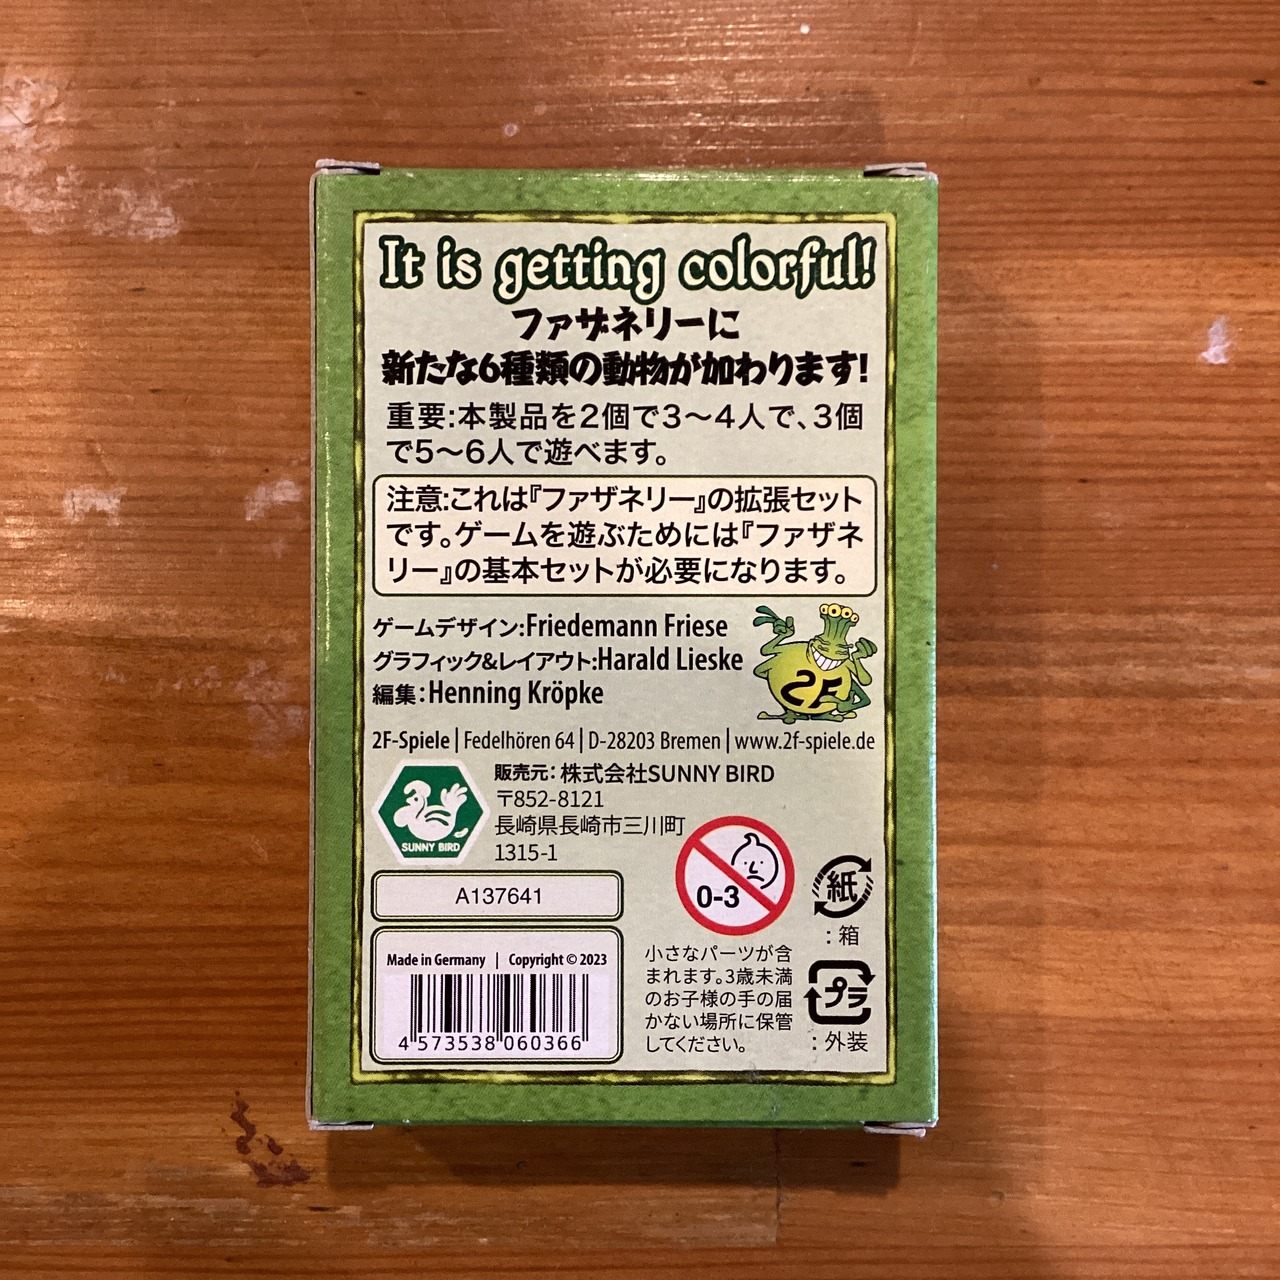 It is getting colorful!
ファザネリーに
新たな6種類の動物が加わります!
重要:本製品を2個で3～4人で、3個
で5～6人で遊べます。
注意:これは『ファザネリー』の拡張セット
です。ゲームを遊ぶためには『ファザネ
リー』の基本セットが必要になります。
ゲームデザイン:Friedemann Friese
グラフィック&レイアウト:Harald Lieske
編集:Henning Kröpke
2F
2F-Spiele | Fedelhören 64 | D-28203 Bremen | www.2f-spiele.de
SUNNY BIRD
販売元: 株式会社SUNNY BIRD
〒852-8121
長崎県長崎市三川町
1315-1
A137641
Made in Germany | Copyright © 2023
4 573538 060366
0-3
小さなパーツが含
まれます。3歳未満
のお子様の手の届
かない場所に保管
してください。
紙
:箱
プラ
:外装